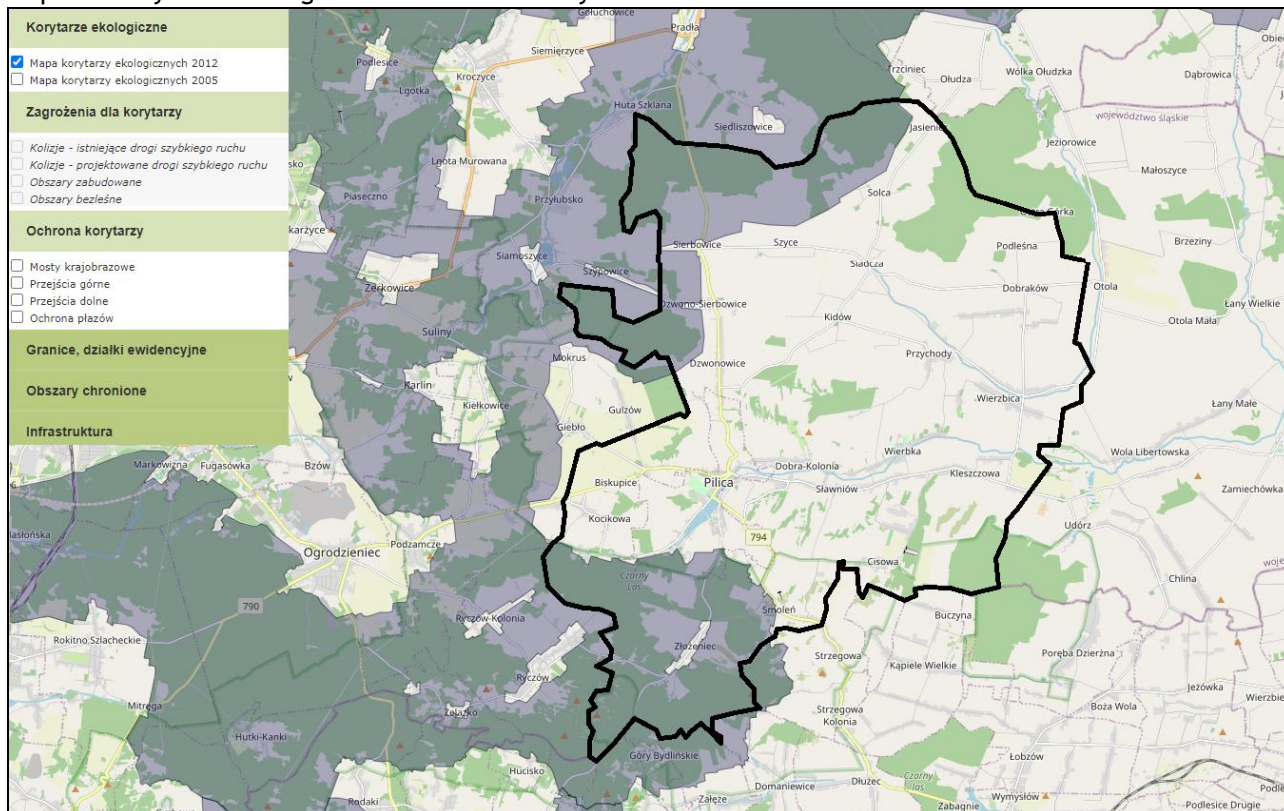 Korytarze ekologiczne
Mapa korytarzy ekologicznych 2012
Mapa korytarzy ekologicznych 2005
Zagrożenia dla korytarzy
Kolizje - istniejące drogi szybkiego ruchu
Kolizje - projektowane drogi szybkiego ruchu
Obszary zabudowane
Obszary bezleśne
Ochrona korytarzy
Mosty krajobrazowe
Przejścia górne
Przejścia dolne
Ochrona płazów
Granice, działki ewidencyjne
Obszary chronione
Infrastruktura
Gołuchowice
Pradła
Siemierzyce
Podlesice
Kroczyce
Lgotka
Huta Szklana
Siedliszowice
Trzciniec
Ołudza
Wólka Ołudzka
Dąbrowica
Jasieniec
województwo śląskie
Jeziorowice
Małoszyce
Lgota Murowana
Piaseczno
Przyłubsko
Solca
Sierbowice
Szyce
Podleśna
Brzeziny
Siamoszyce
Szypowice
Siadcza
Żerkowice
Dzwono-Sierbowice
Dobraków
Otola
Łany Wielkie
Otola Mała
Kidów
Suliny
Mokrus
Dzwonowice
Przychody
Karlin
Kiełkowice
Gulzów
Wierzbica
Łany Małe
Giebło
Markowizna
Fugasówka
Bzów
Wierbka
Wola Libertowska
Dobra-Kolonia
Kleszczowa
Biskupice
Pilica
Sławniów
Zamiechówka
Kocikowa
Udórz
Ogrodzieniec
Podzamcze
794
Cisowa
Czarny
las
Chlina
790
Smoleń
Buczyna
Ryczów-Kolonia
Rokitno Szlacheckie
Złożeniec
Strzegowa
Kąpiele Wielkie
Poręba Dzierżna
Ryczów
Jeżówka
Mitręga
Żelazko
Strzegowa
Kolonia
Boża Wola
Hutki-Kanki
Góry Bydlińskie
Łobzów
Hucisko
Domaniewice
Dłużec
Czarny
las
Rodaki
Załęże
Wymysłów
Zabagnie
Podlesice Drugie